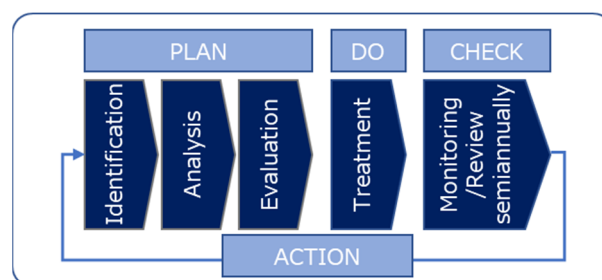 PLAN
DO
CHECK
Identification
Analysis
Evaluation
Treatment
Monitoring
/Review
semiannually
ACTION